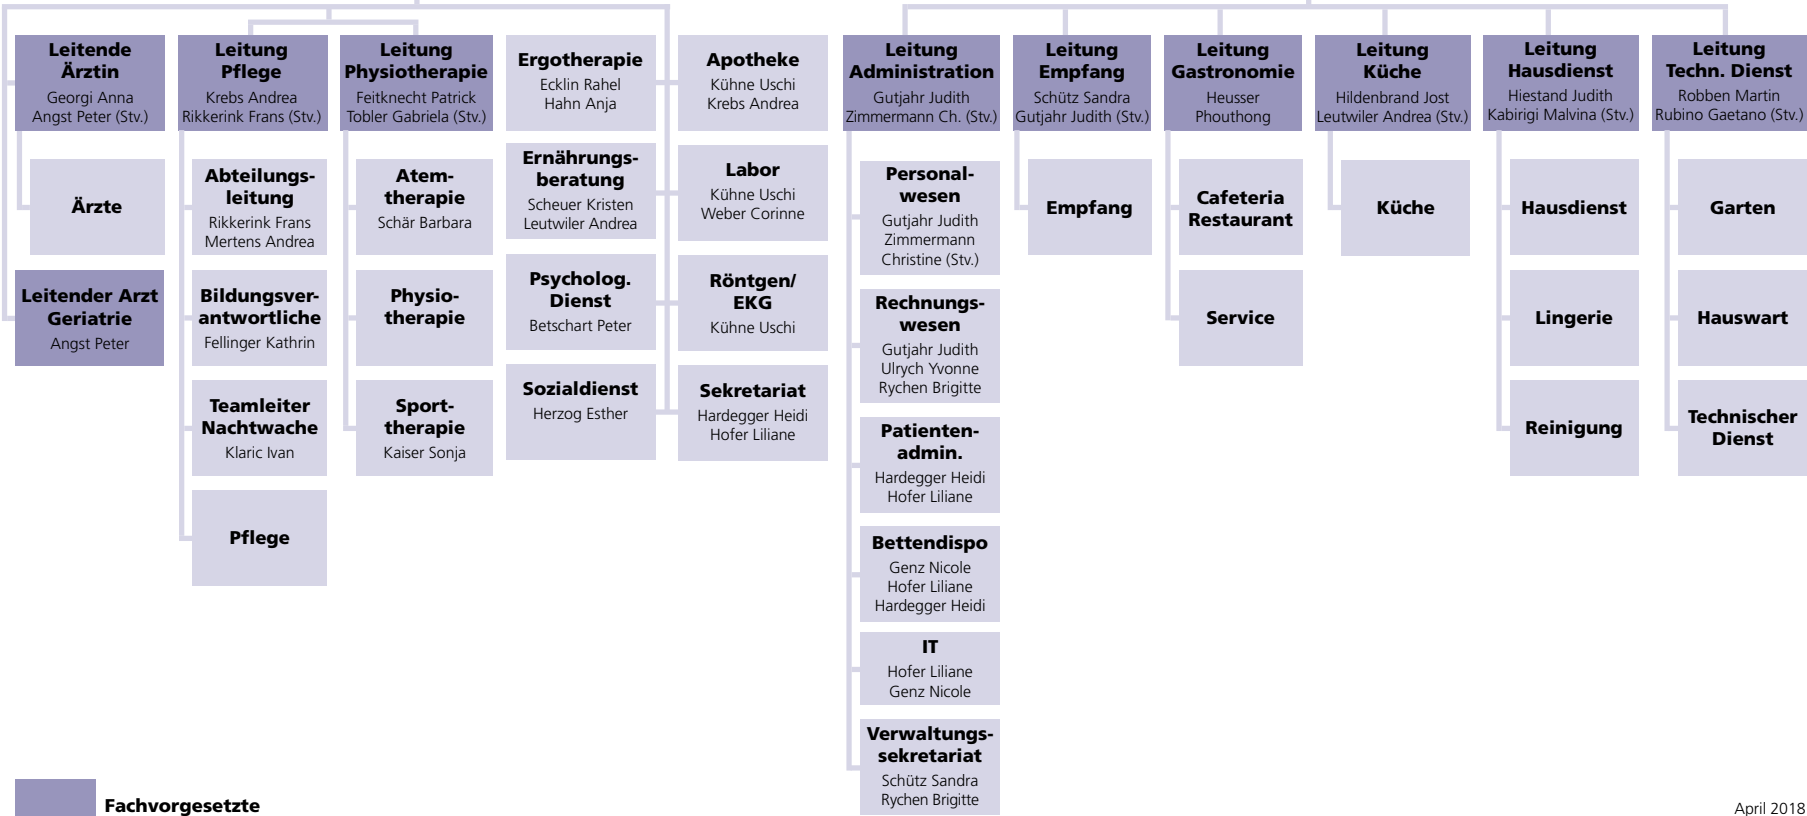 Leitende
Ärztin
Georgi Anna
Angst Peter (Stv.)
Ärzte
Leitender Arzt
Geriatrie
Angst Peter
Leitung
Pflege
Krebs Andrea
Rikkerink Frans (Stv.)
Abteilungs-
leitung
Rikkerink Frans
Mertens Andrea
Bildungsver-
antwortliche
Fellinger Kathrin
Teamleiter
Nachtwache
Klaric Ivan
Pflege
Leitung
Physiotherapie
Feitknecht Patrick
Tobler Gabriela (Stv.)
Atem-
therapie
Schär Barbara
Physio-
therapie
Sport-
therapie
Kaiser Sonja
Ergotherapie
Ecklin Rahel
Hahn Anja
Ernährungs-
beratung
Scheuer Kristen
Leutwiler Andrea
Psycholog.
Dienst
Betschart Peter
Sozialdienst
Herzog Esther
Apotheke
Kühne Uschi
Krebs Andrea
Labor
Kühne Uschi
Weber Corinne
Röntgen/
EKG
Kühne Uschi
Sekretariat
Hardegger Heidi
Hofer Liliane
Leitung
Administration
Gutjahr Judith
Zimmermann Ch. (Stv.)
Personal-
wesen
Gutjahr Judith
Zimmermann
Christine (Stv.)
Rechnungs-
wesen
Gutjahr Judith
Ulrych Yvonne
Rychen Brigitte
Patienten-
admin.
Hardegger Heidi
Hofer Liliane
Bettendispo
Genz Nicole
Hofer Liliane
Hardegger Heidi
IT
Hofer Liliane
Genz Nicole
Verwaltungs-
sekretariat
Schütz Sandra
Rychen Brigitte
Leitung
Empfang
Schütz Sandra
Gutjahr Judith (Stv.)
Empfang
Leitung
Gastronomie
Heusser
Phouthong
Cafeteria
Restaurant
Service
Leitung
Küche
Hildenbrand Jost
Leutwiler Andrea (Stv.)
Küche
Leitung
Hausdienst
Hiestand Judith
Kabirigi Malvina (Stv.)
Hausdienst
Lingerie
Reinigung
Leitung
Techn. Dienst
Robben Martin
Rubino Gaetano (Stv.)
Garten
Hauswart
Technischer
Dienst
Fachvorgesetzte
April 2018